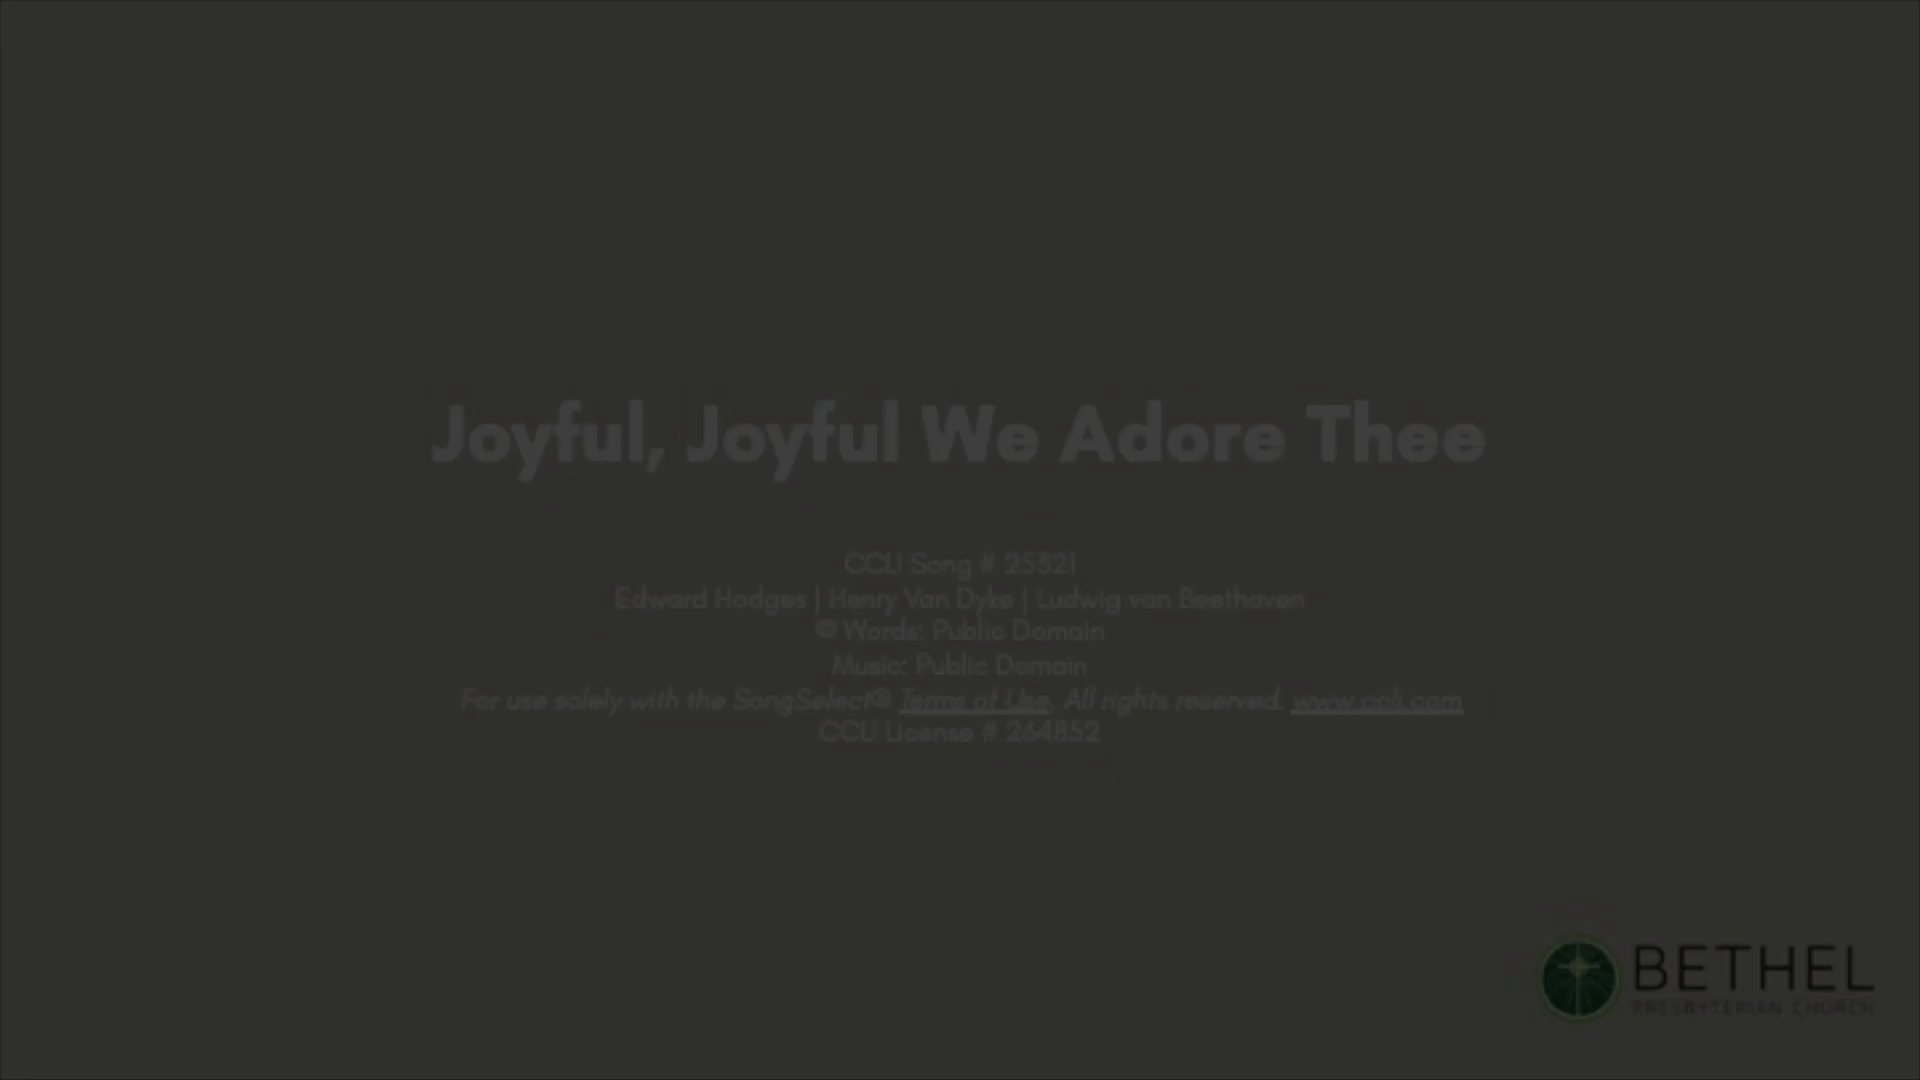 Joyful, Joyful We Adore Thee
CCLI Song # 25321
Edward Hodges | Henry Van Dyke | Ludwig van Beethoven
© Words: Public Domain
Music: Public Domain
For use solely with the SongSelect® Terms of Use. All rights reserved. www.ccli.com
CCLI License # 264852
BETHEL
PRESBYTERIAN CHURCH